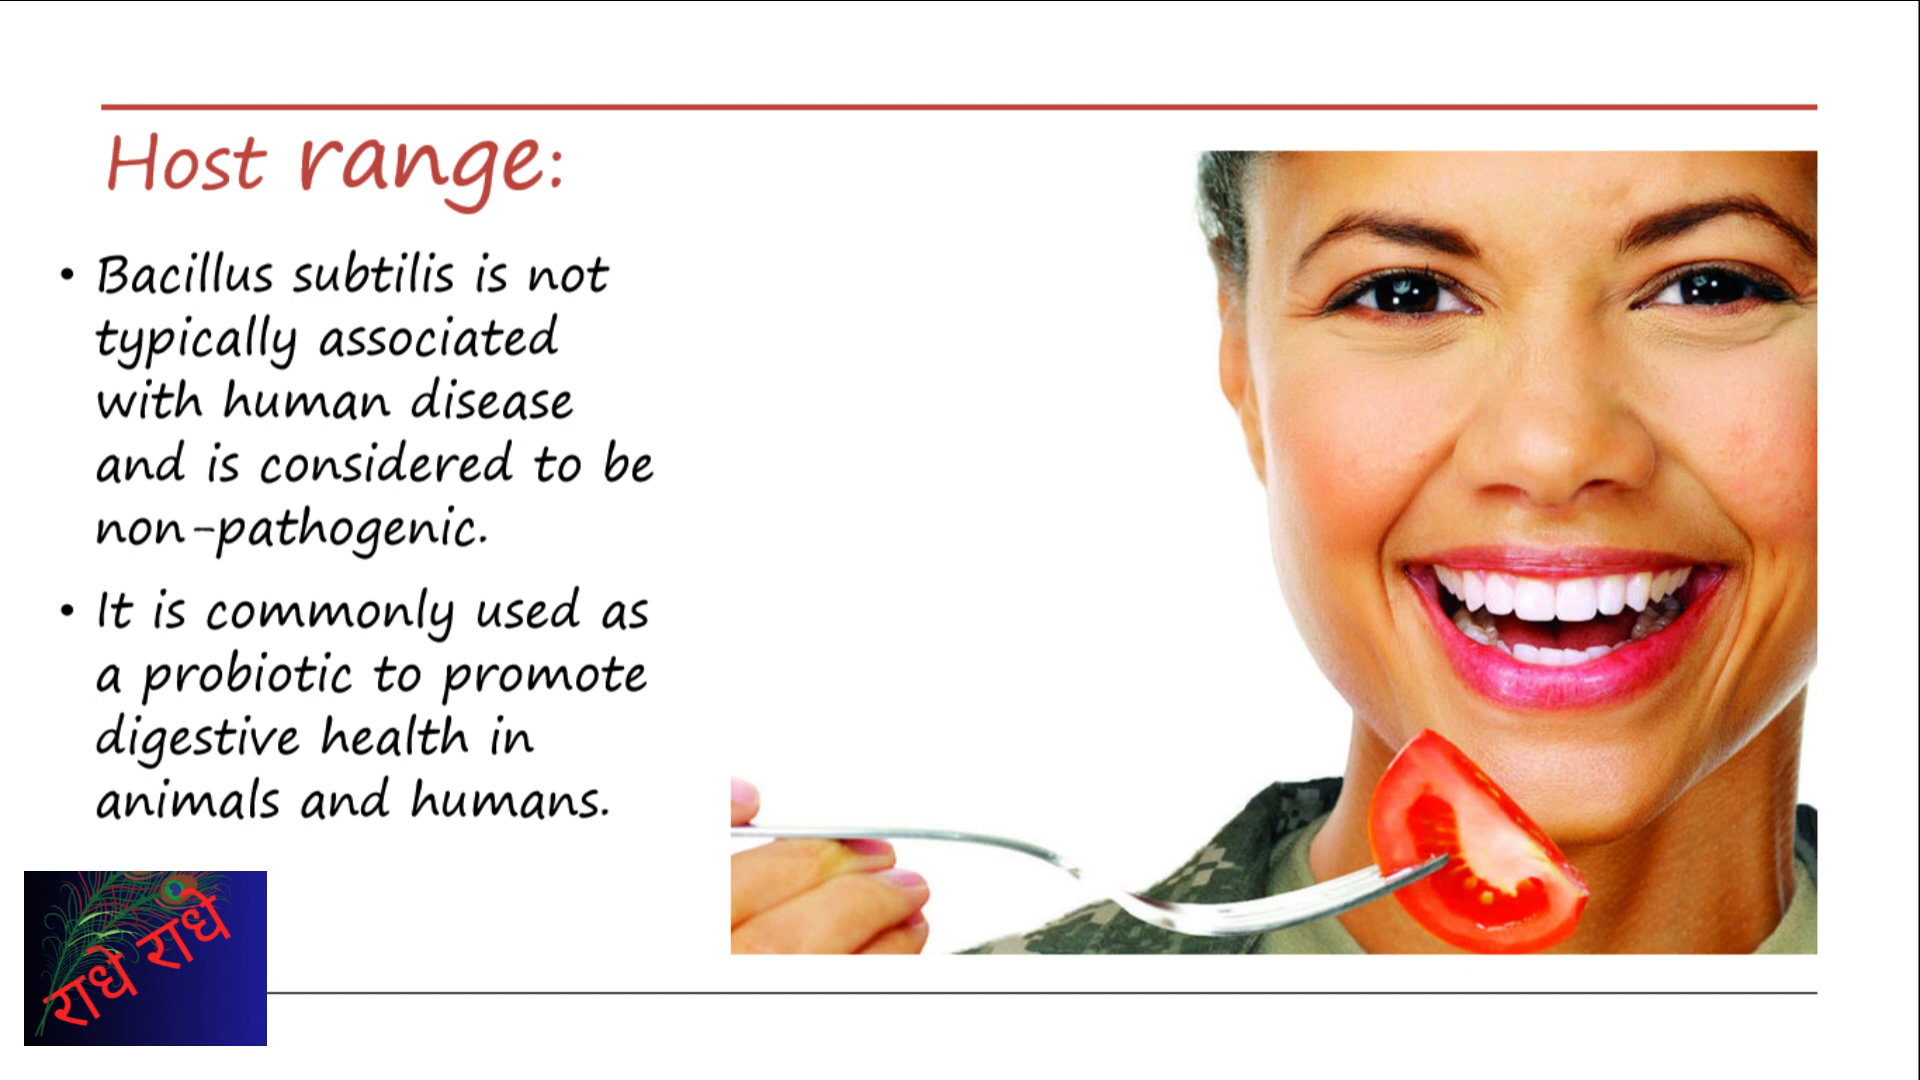 Host range:
• Bacillus subtilis is not
typically associated
with human disease
and is considered to be
non-pathogenic.
• It is commonly used as
a probiotic to promote
digestive health in
animals and humans.
राधे राधे